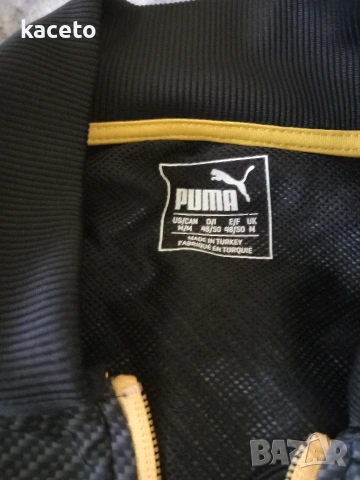 kaceto
PUMA
US/CAN D/I E/F UK
M/M 48/50 48/50 M
MADE IN TURKEY
FABRIQUÉ EN TURQUIE
BAZAR